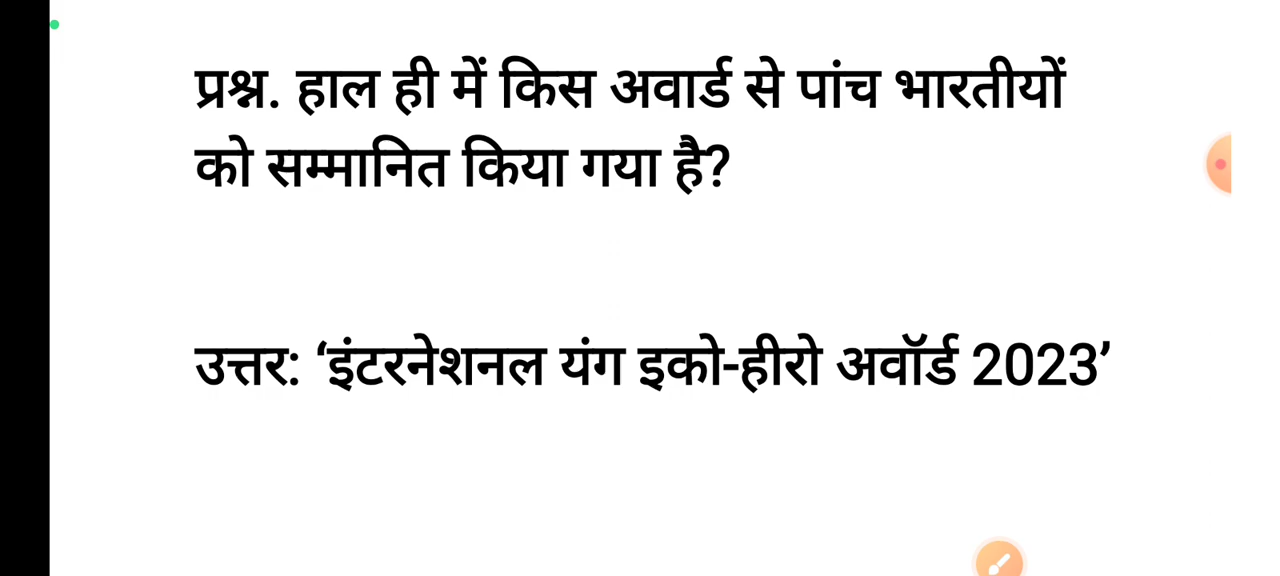 प्रश्न. हाल ही में किस अवार्ड से पांच भारतीयों
को सम्मानित किया गया है?
उत्तर: ‘इंटरनेशनल यंग इको-हीरो अवॉर्ड 2023’